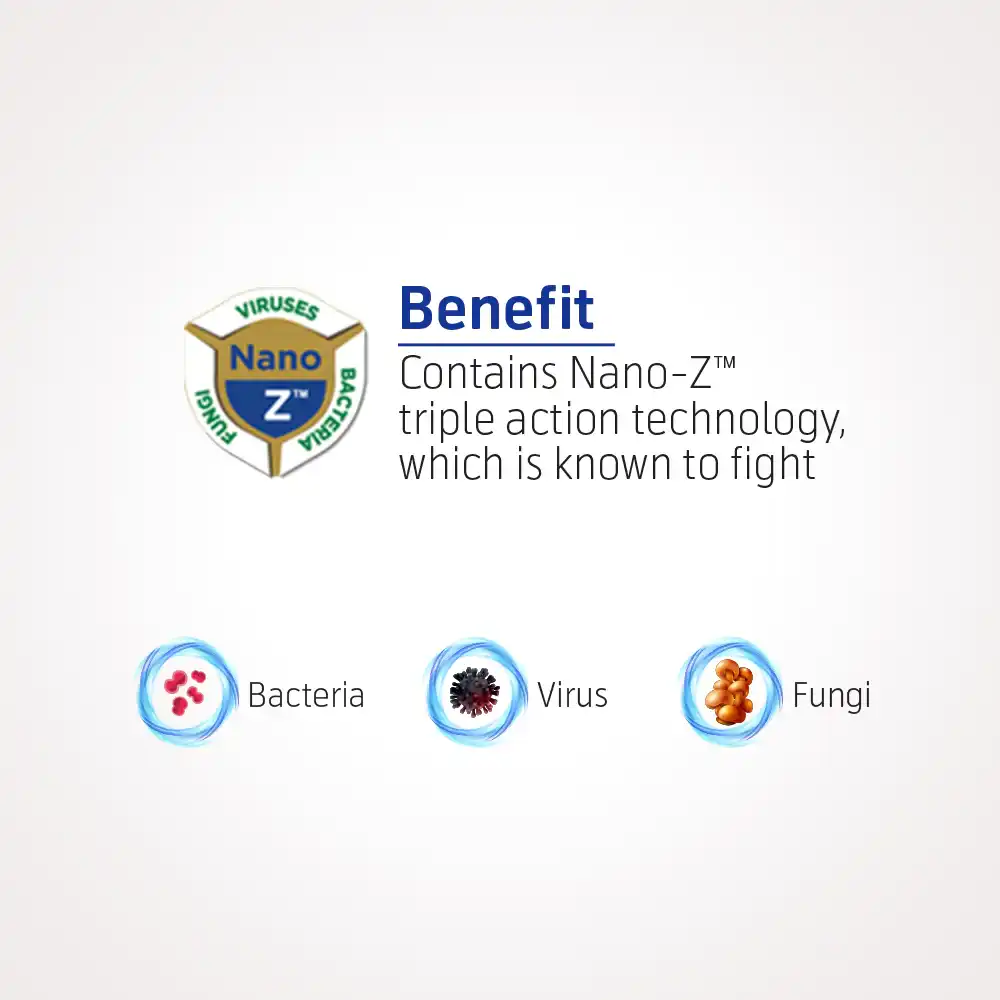 VIRUSES
Nano
Z™
FUNGI
BACTERIA
Benefit
Contains Nano-Z™
triple action technology,
which is known to fight
Bacteria
Virus
Fungi